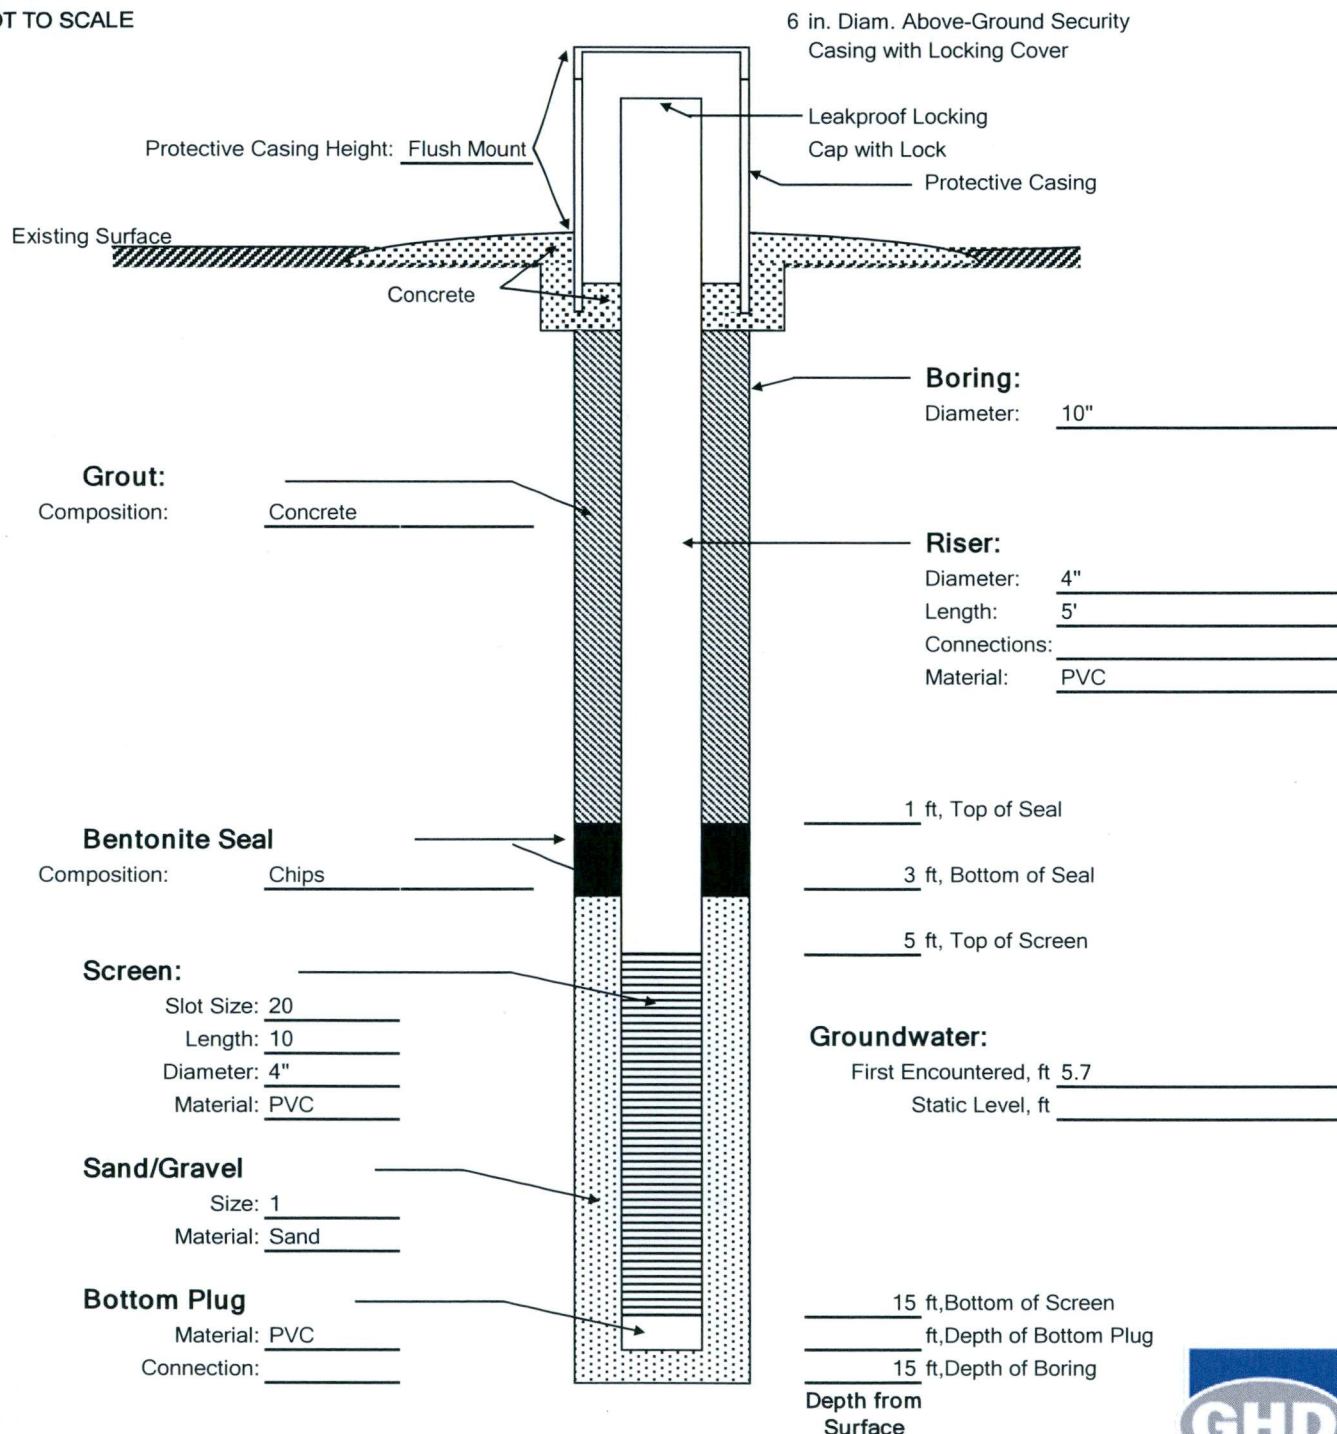 OT TO SCALE
6 in. Diam. Above-Ground Security
Casing with Locking Cover
Leakproof Locking
Cap with Lock
Protective Casing Height: Flush Mount
Protective Casing
Existing Surface
Concrete
Boring:
Diameter: 10"
Grout:
Composition: Concrete
Riser:
Diameter: 4"
Length: 5'
Connections:
Material: PVC
1 ft, Top of Seal
Bentonite Seal
Composition: Chips
3 ft, Bottom of Seal
5 ft, Top of Screen
Screen:
Slot Size: 20
Length: 10
Diameter: 4"
Material: PVC
Groundwater:
First Encountered, ft 5.7
Static Level, ft
Sand/Gravel
Size: 1
Material: Sand
Bottom Plug
Material: PVC
Connection:
15 ft,Bottom of Screen
ft,Depth of Bottom Plug
15 ft,Depth of Boring
Depth from
Surface
GHD